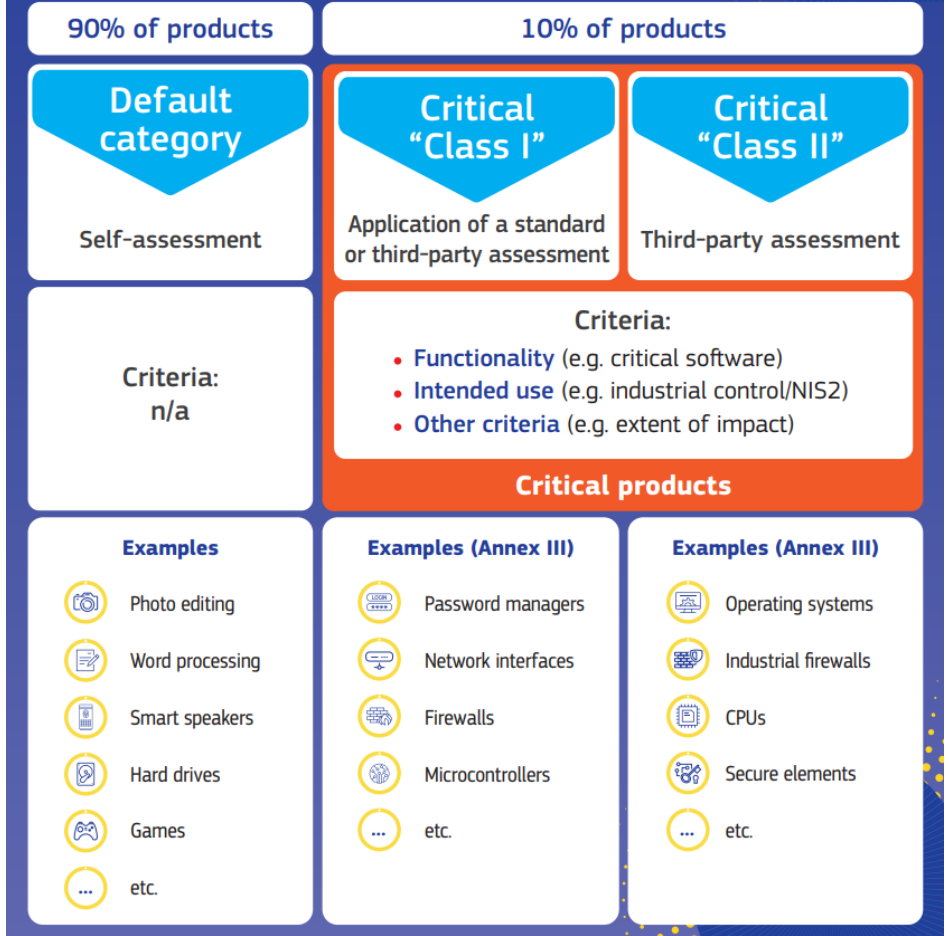 90% of products
10% of products
Default
category
Self-assessment
Critical
“Class I”
Application of a standard
or third-party assessment
Critical
“Class II”
Third-party assessment
Criteria:
n/a
Criteria:
• Functionality (e.g. critical software)
• Intended use (e.g. industrial control/NIS2)
• Other criteria (e.g. extent of impact)
Critical products
Examples
Photo editing
Word processing
Smart speakers
Hard drives
Games
...
etc.
Examples (Annex III)
LOGIN
****
Password managers
Network interfaces
Firewalls
Microcontrollers
...
etc.
Examples (Annex III)
Operating systems
Industrial firewalls
CPUs
Secure elements
...
etc.